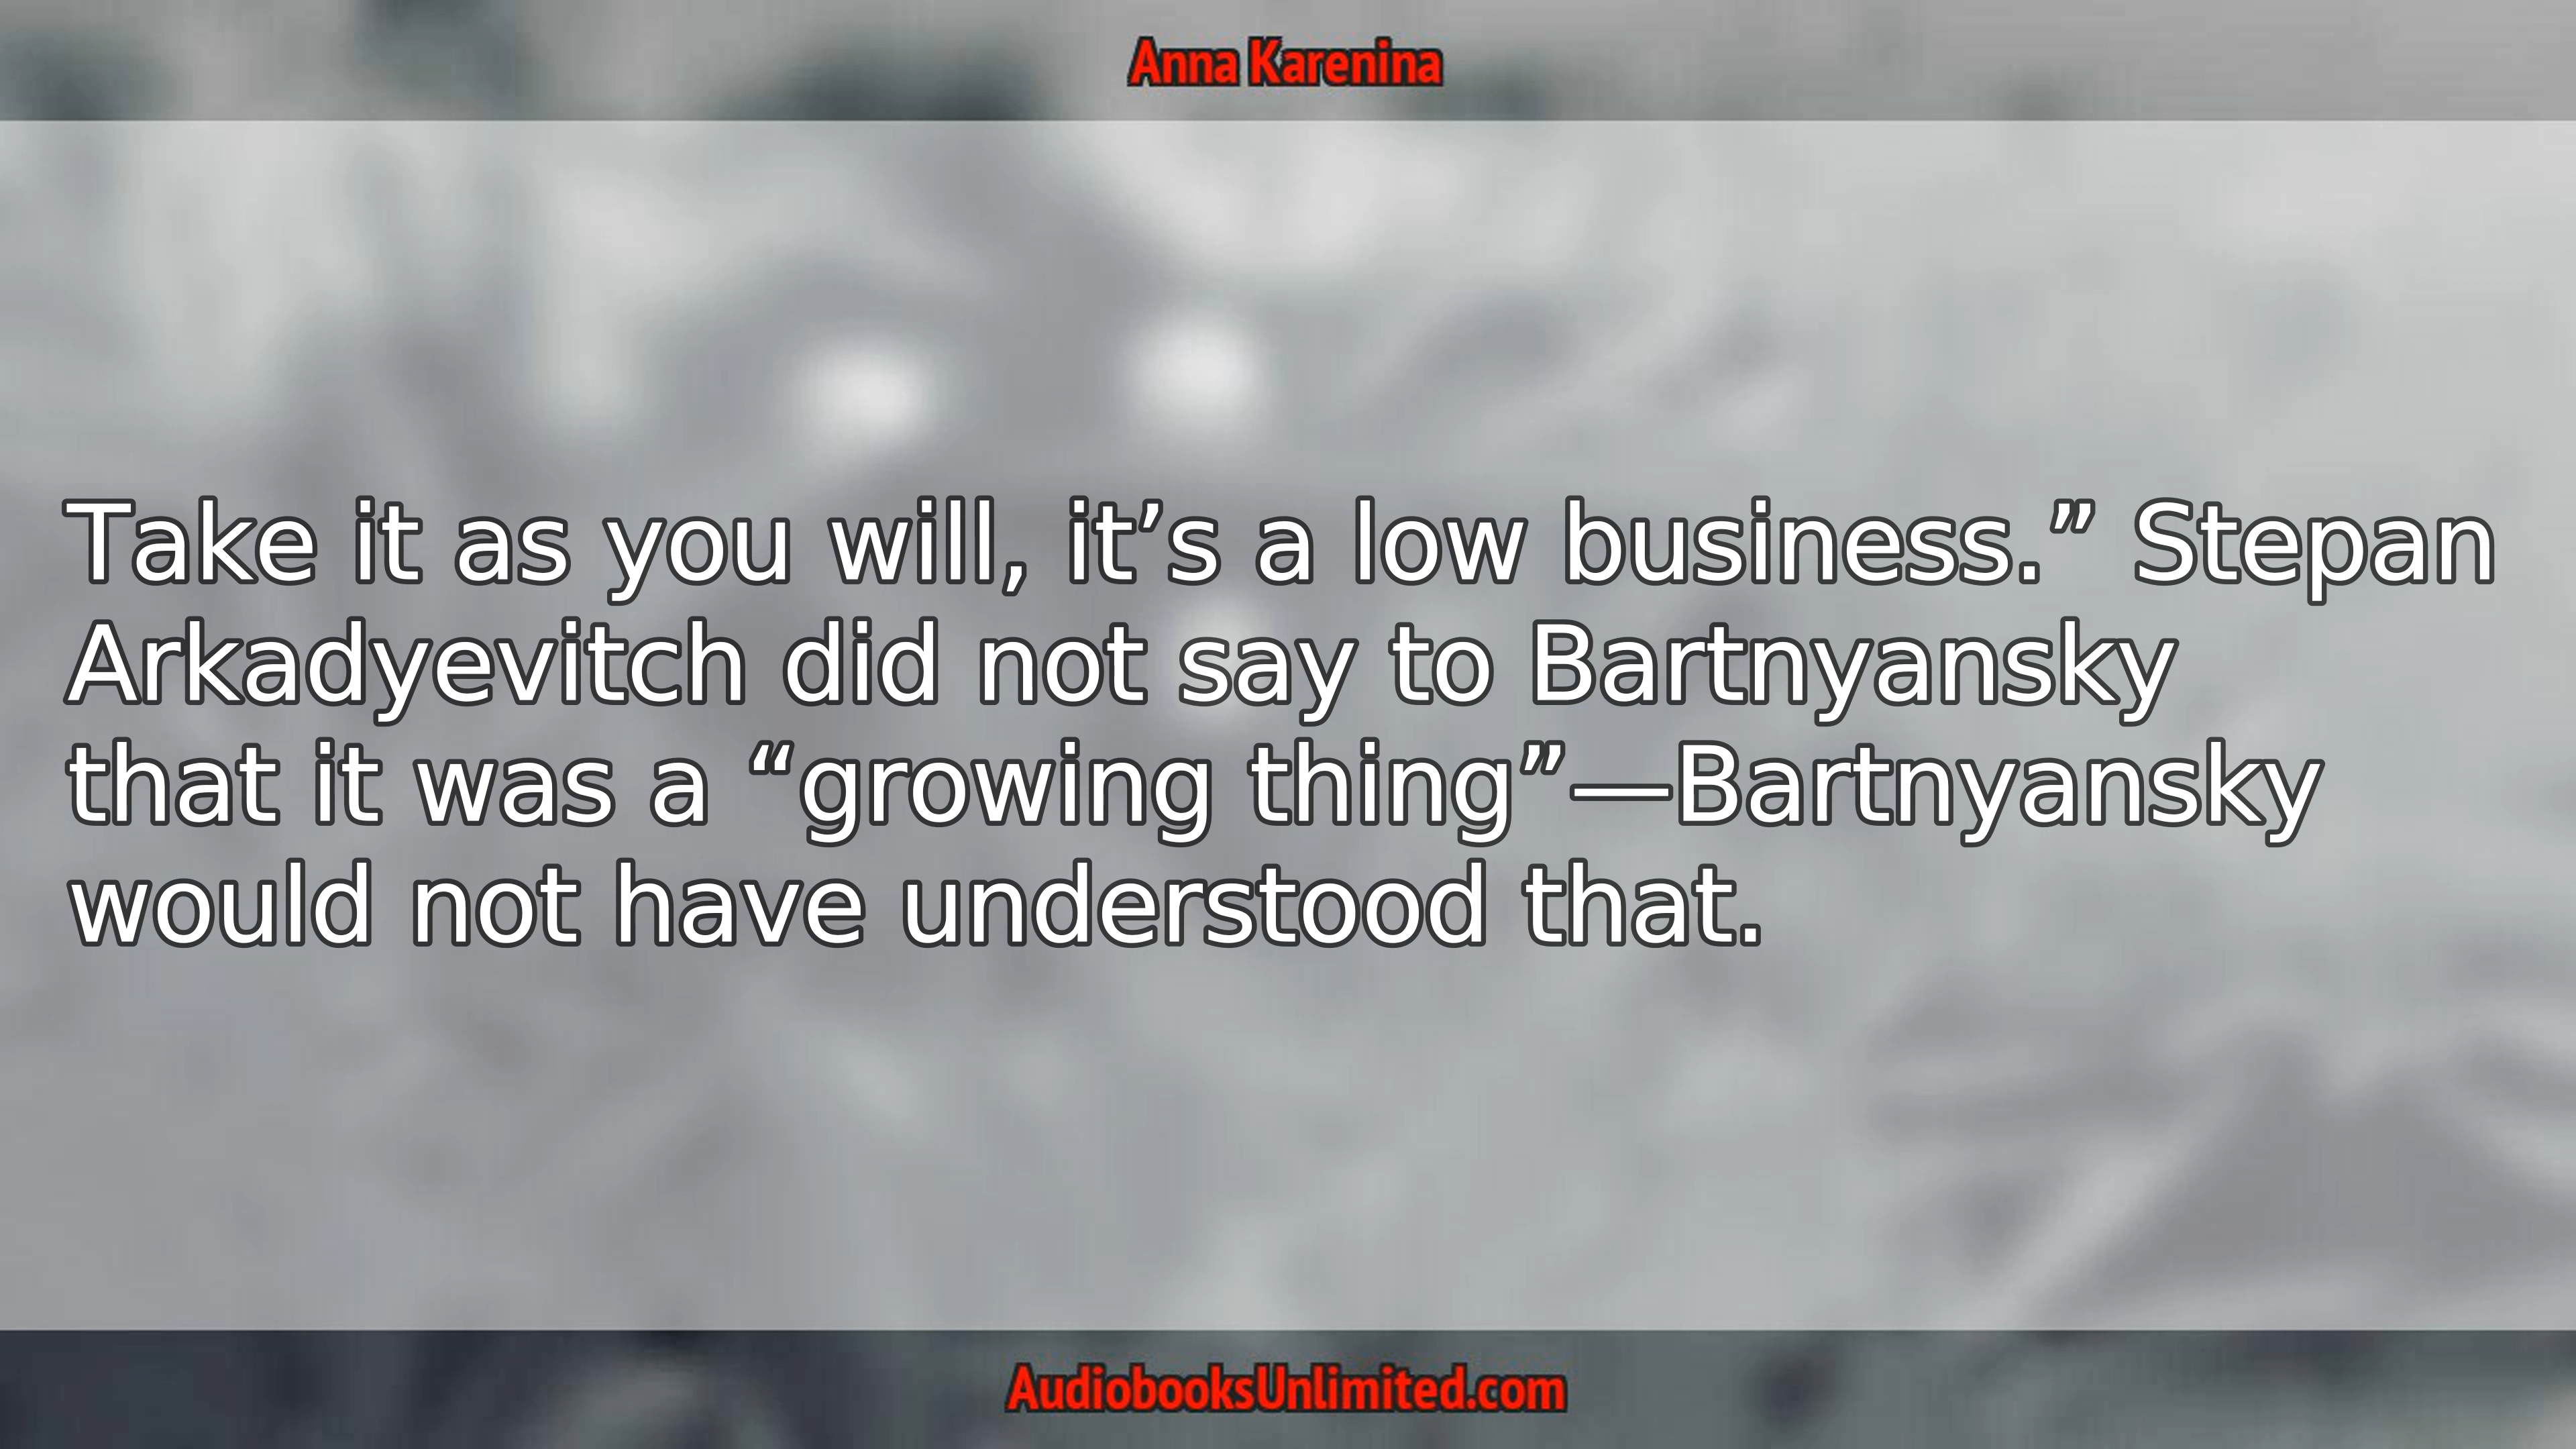 Anna Karenina
Take it as you will, it’s a low business.” Stepan
Arkadyevitch did not say to Bartnyansky
that it was a “growing thing”—Bartnyansky
would not have understood that.
AudiobooksUnlimited.com